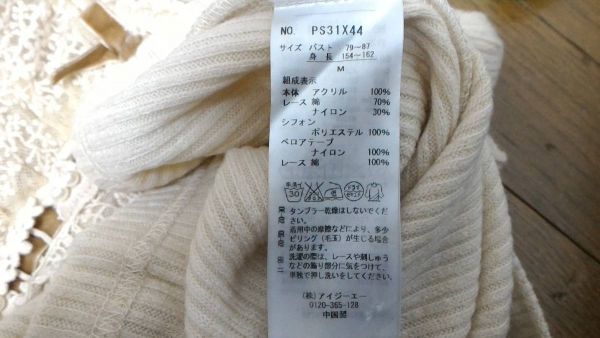 NO. PS31X44
サイズ バスト 79~87
身長 154~162
M
組成表示
本体 アクリル 100%
レース 綿 70%
ナイロン 30%
シフォン
ポリエステル 100%
ベロアテープ
ナイロン 100%
レース 綿 100%
手洗イ 30
タンブラー乾燥はしないでくだ
さい。
着用中の摩擦などにより、多少
ピリング(毛玉)が生じる場合
があります。
洗濯の際は、レースや刺しゅう
などの飾り部分に気をつけて、
単独で押し洗いをしてください。
(株)アイジーエー
0120-365-128
中国製